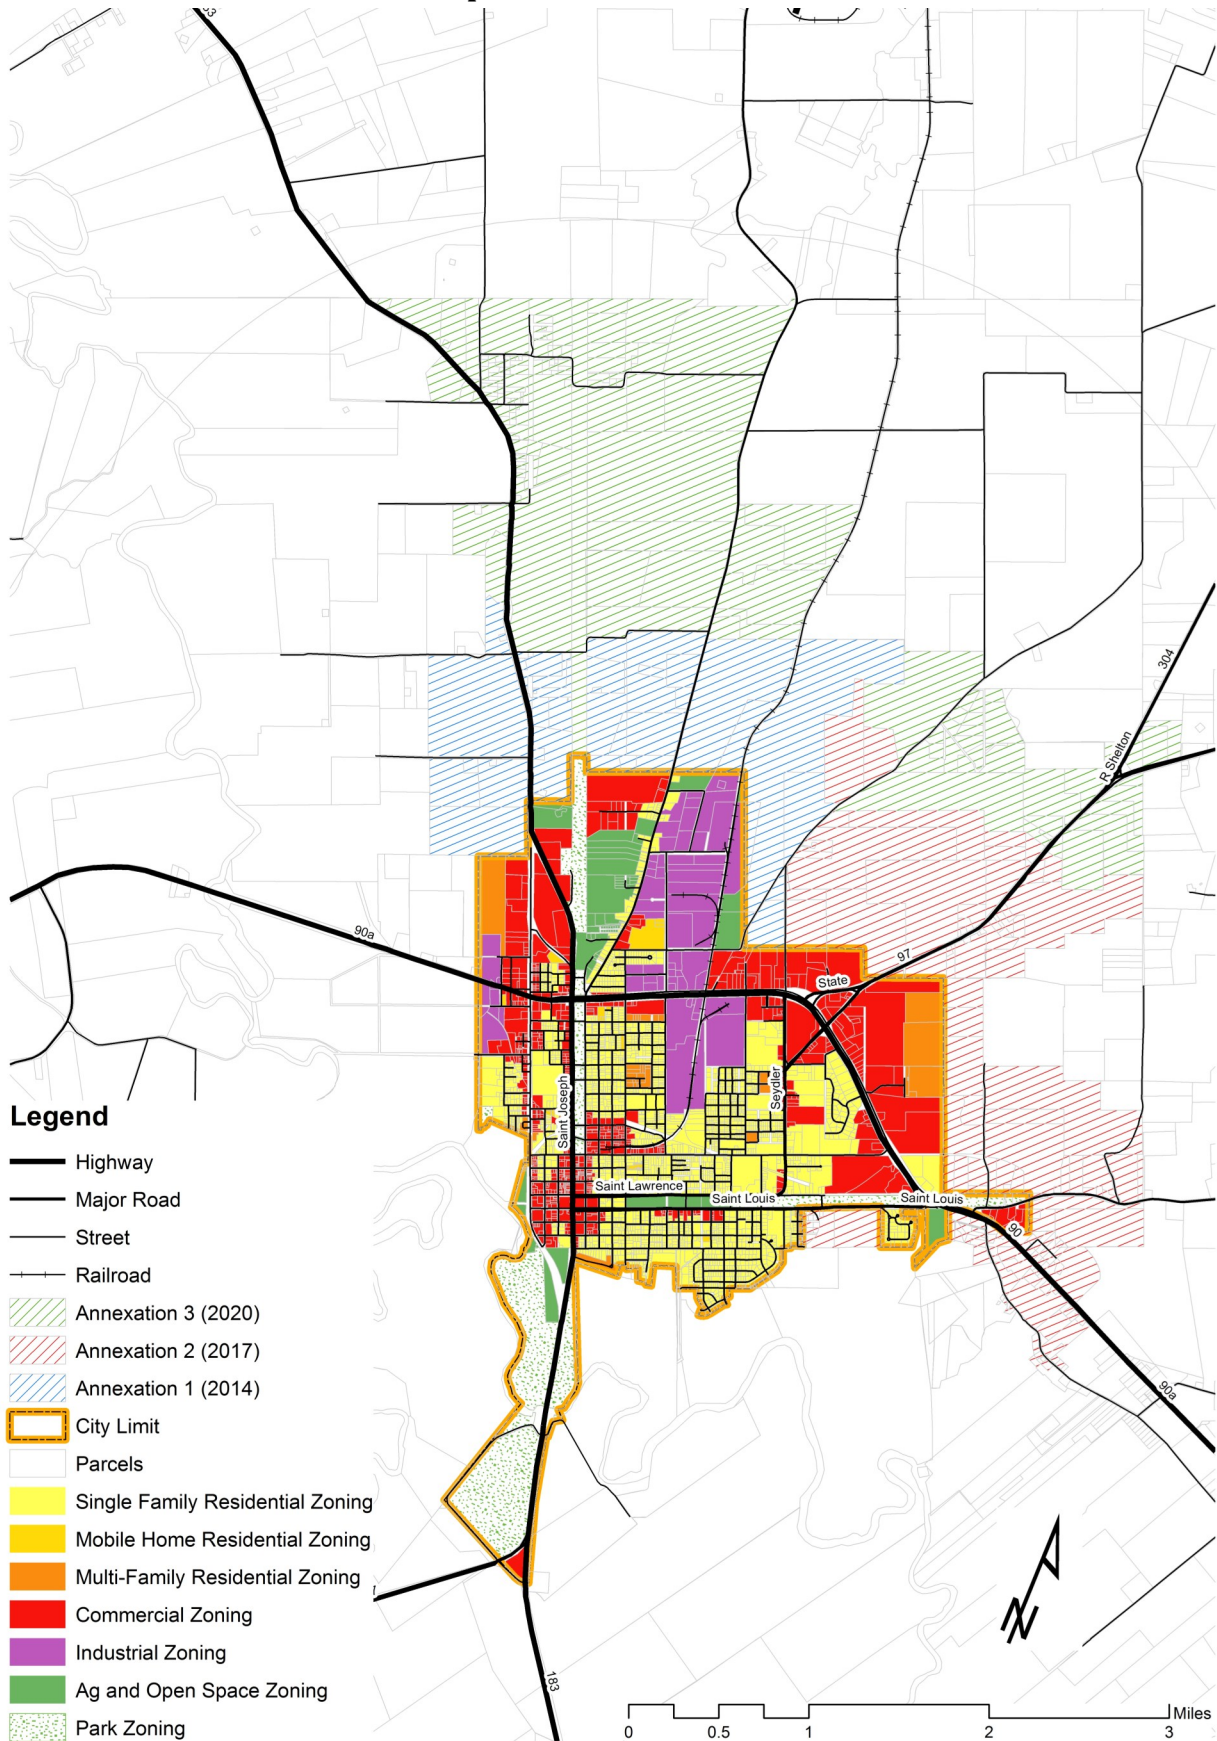 90a
304
R Shelton
97
State
Saint Joseph
Seydler
Saint Lawrence
Saint Louis
Saint Louis
90
90a
183
Legend
Highway
Major Road
Street
Railroad
Annexation 3 (2020)
Annexation 2 (2017)
Annexation 1 (2014)
City Limit
Parcels
Single Family Residential Zoning
Mobile Home Residential Zoning
Multi-Family Residential Zoning
Commercial Zoning
Industrial Zoning
Ag and Open Space Zoning
Park Zoning
N
Miles
0 0.5 1 2 3